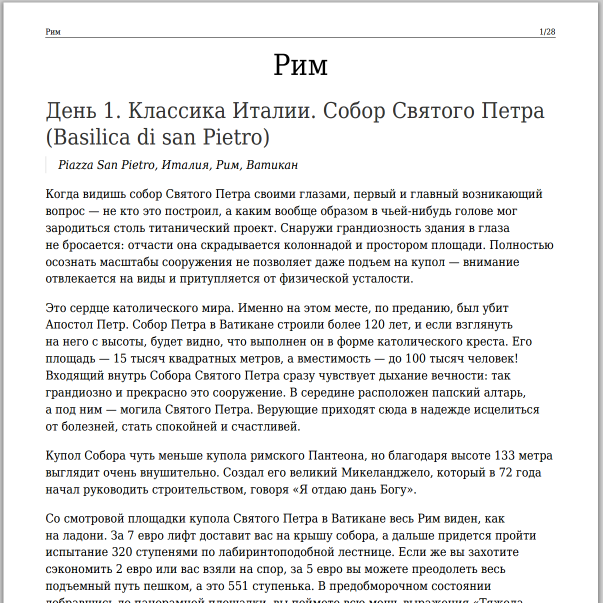 Рим 1/28
Рим
День 1. Классика Италии. Собор Святого Петра
(Basilica di san Pietro)
Piazza San Pietro, Италия, Рим, Ватикан
Когда видишь собор Святого Петра своими глазами, первый и главный возникающий
вопрос — не кто это построил, а каким вообще образом в чьей-нибудь голове мог
зародиться столь титанический проект. Снаружи грандиозность здания в глаза
не бросается: отчасти она скрадывается колоннадой и простором площади. Полностью
осознать масштабы сооружения не позволяет даже подъем на купол — внимание
отвлекается на виды и притупляется от физической усталости.
Это сердце католического мира. Именно на этом месте, по преданию, был убит
Апостол Петр. Собор Петра в Ватикане строили более 120 лет, и если взглянуть
на него с высоты, будет видно, что выполнен он в форме католического креста. Его
площадь — 15 тысяч квадратных метров, а вместимость — до 100 тысяч человек!
Входящий внутрь Собора Святого Петра сразу чувствует дыхание вечности: так
грандиозно и прекрасно это сооружение. В середине расположен папский алтарь,
а под ним — могила Святого Петра. Верующие приходят сюда в надежде исцелиться
от болезней, стать спокойней и счастливей.
Купол Собора чуть меньше купола римского Пантеона, но благодаря высоте 133 метра
выглядит очень внушительно. Создал его великий Микеланджело, который в 72 года
начал руководить строительством, говоря «Я отдаю дань Богу».
Со смотровой площадки купола Святого Петра в Ватикане весь Рим виден, как
на ладони. За 7 евро лифт доставит вас на крышу собора, а дальше придется пройти
испытание 320 ступенями по лабиринтоподобной лестнице. Если же вы захотите
сэкономить 2 евро или вас взяли на спор, за 5 евро вы можете преодолеть весь
подъемный путь пешком, а это 551 ступенька. В предобморочном состоянии
добравшись до панорамной площадки, вы поймете всю мощь выражения «Тяжела